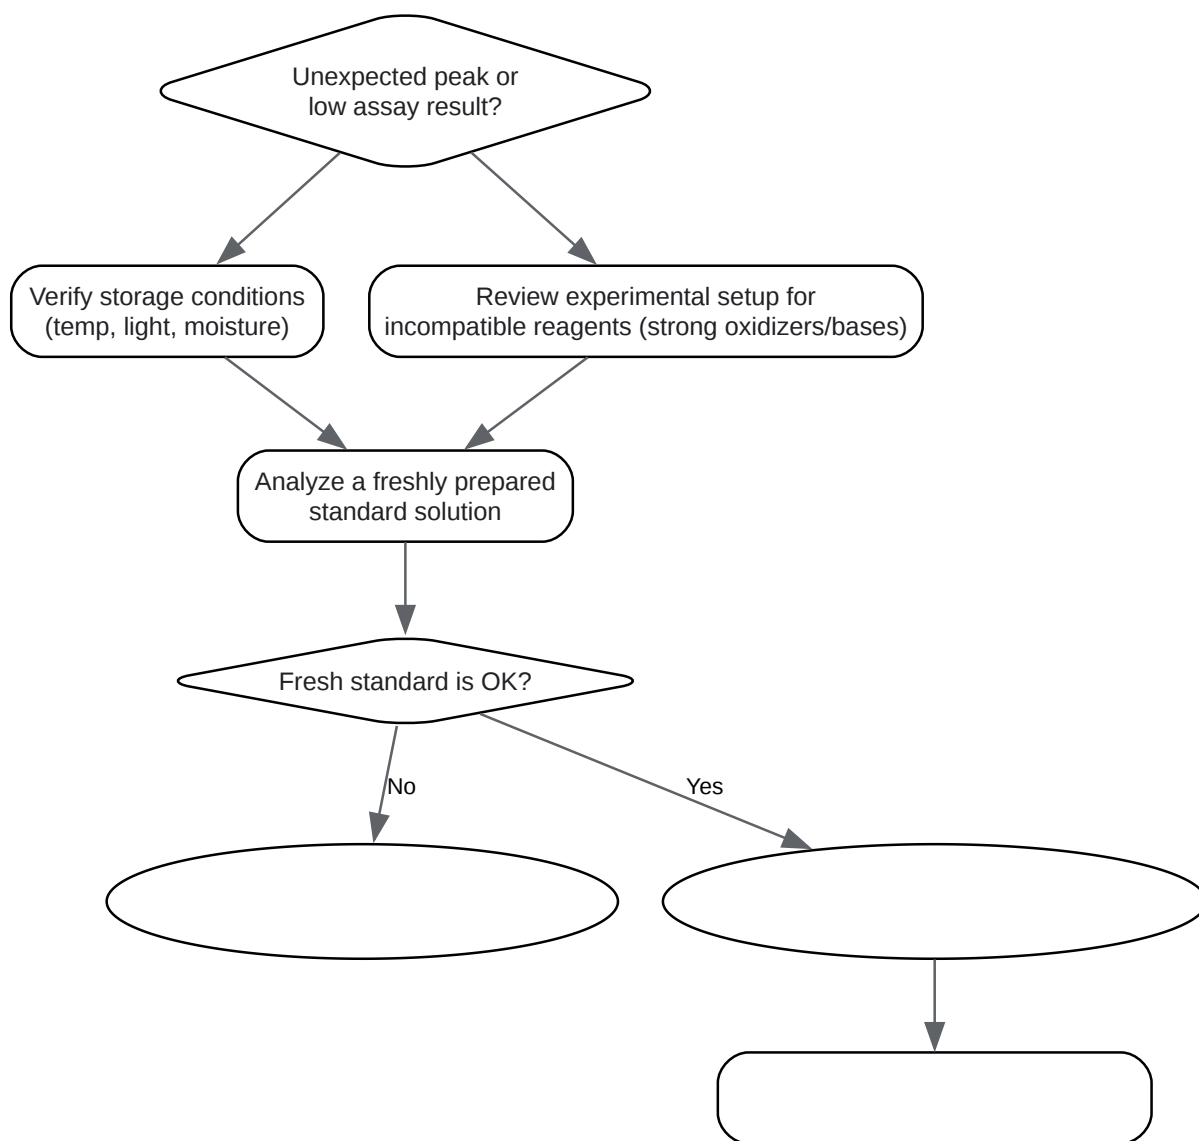 Unexpected peak or
low assay result?
Verify storage conditions
(temp, light, moisture)
Review experimental setup for
incompatible reagents (strong oxidizers/bases)
Analyze a freshly prepared
standard solution
Fresh standard is OK?
No
Yes